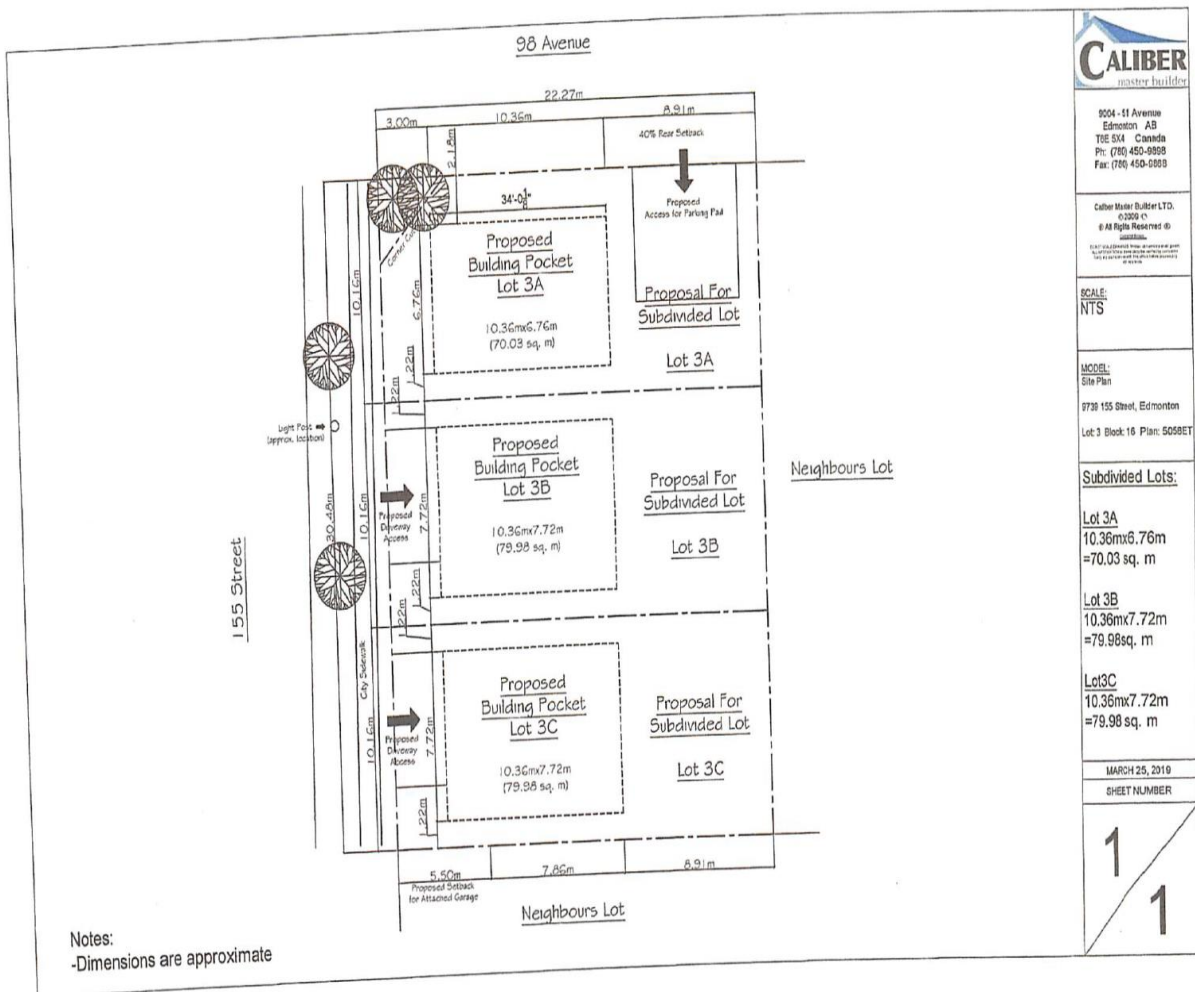 98 Avenue
22.27m
3.00m
10.36m
8.91m
2.18m
40% Rear Setback
34'-0 1/8"
Proposed
Access for Parking Pad
Proposed
Building Pocket
Lot 3A
10.36mx6.76m
(70.03 sq. m)
Proposal For
Subdivided Lot
Lot 3A
10.16m
6.76m
1.22m
1.22m
Light Post
(approx. location)
Proposed
Building Pocket
Lot 3B
10.36mx7.72m
(79.98 sq. m)
Proposal For
Subdivided Lot
Lot 3B
Neighbours Lot
Proposed
Driveway
Access
7.72m
10.16m
30.48m
155 Street
1.22m
1.22m
City Sidewalk
Proposed
Building Pocket
Lot 3C
10.36mx7.72m
(79.98 sq. m)
Proposal For
Subdivided Lot
Lot 3C
Proposed
Driveway
Access
7.72m
10.16m
1.22m
5.50m
7.86m
8.91m
Proposed Setback
for Attached Garage
Neighbours Lot
Notes:
-Dimensions are approximate
CALIBER
master builder
9004 - 51 Avenue
Edmonton AB
T6E 5X4 Canada
Ph: (780) 450-9898
Caliber Master Builder LTD.
©2009 ©
© All Rights Reserved ©
SCALE:
NTS
MODEL:
Site Plan
9739 155 Street, Edmonton
Lot: 3 Block: 16 Plan: 5058ET
Subdivided Lots:
Lot 3A
10.36mx6.76m
=70.03 sq. m
Lot 3B
10.36mx7.72m
=79.98sq. m
Lot3C
10.36mx7.72m
=79.98 sq. m
MARCH 25, 2019
SHEET NUMBER
1
1